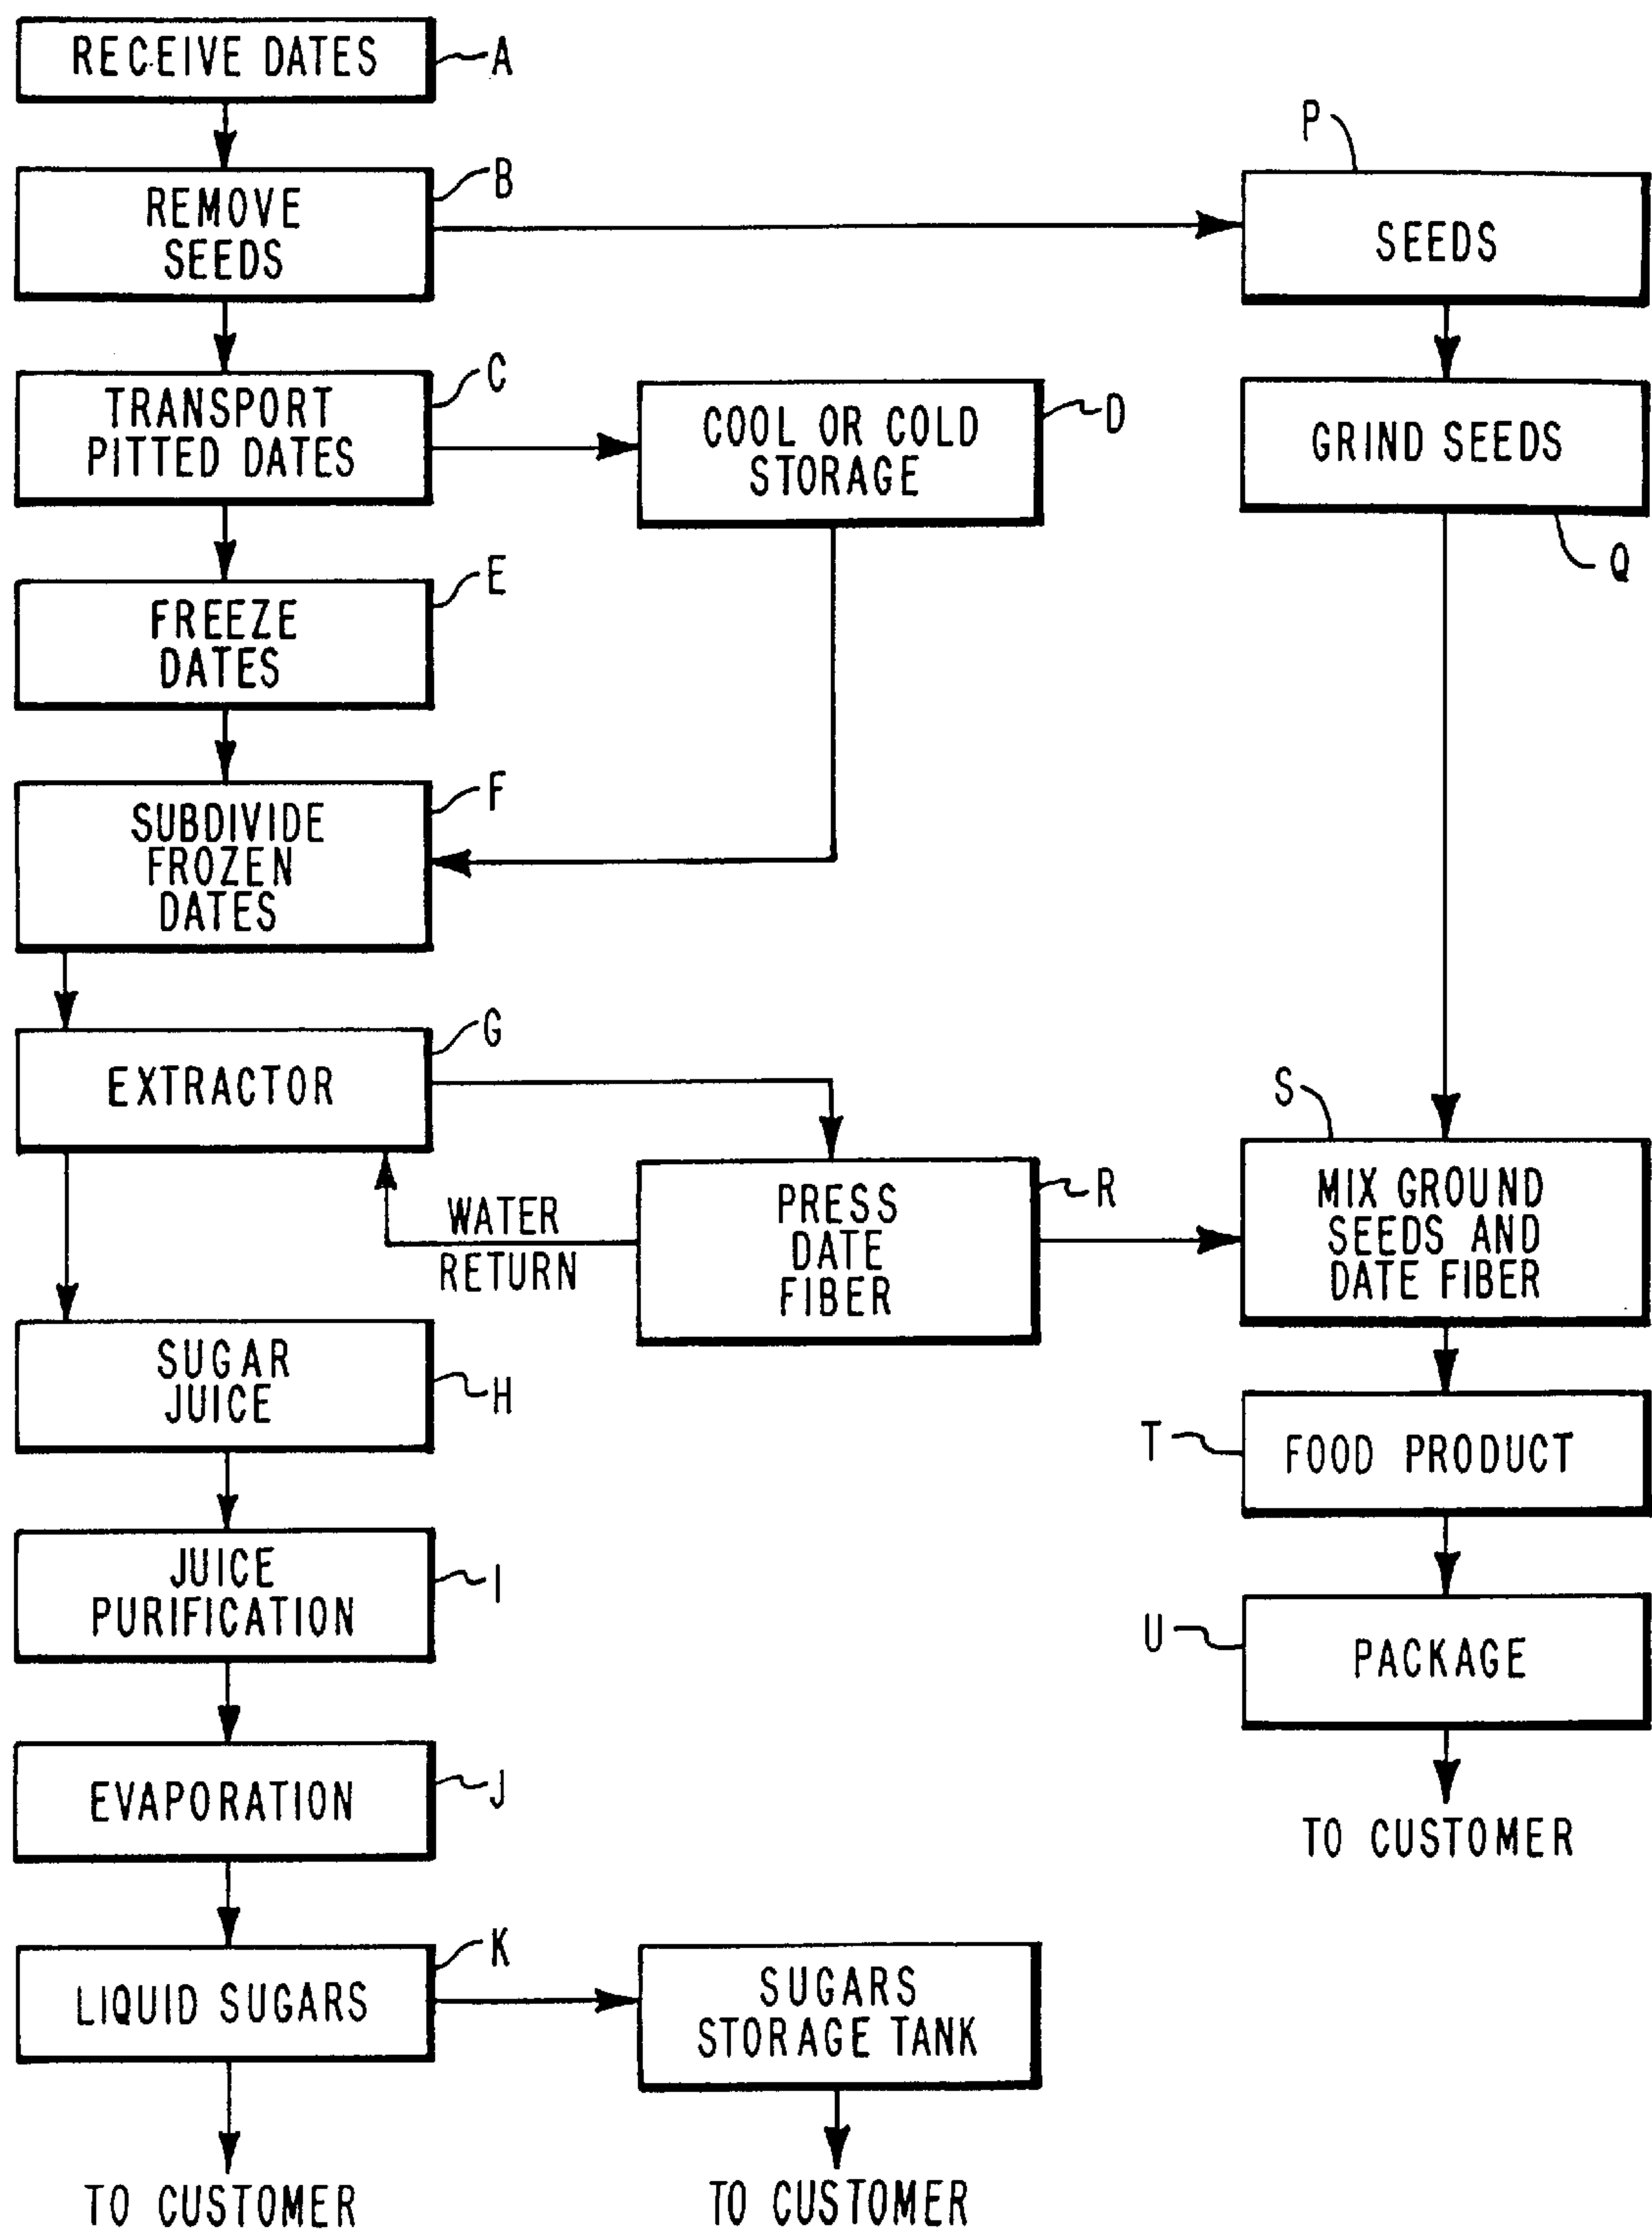 RECEIVE DATES
A
REMOVE
SEEDS
B
P
SEEDS
TRANSPORT
PITTED DATES
C
COOL OR COLD
STORAGE
D
GRIND SEEDS
Q
FREEZE
DATES
E
SUBDIVIDE
FROZEN
DATES
F
EXTRACTOR
G
WATER
RETURN
PRESS
DATE
FIBER
R
S
MIX GROUND
SEEDS AND
DATE FIBER
SUGAR
JUICE
H
T
FOOD PRODUCT
JUICE
PURIFICATION
I
U
PACKAGE
TO CUSTOMER
EVAPORATION
J
LIQUID SUGARS
K
SUGARS
STORAGE TANK
TO CUSTOMER
TO CUSTOMER